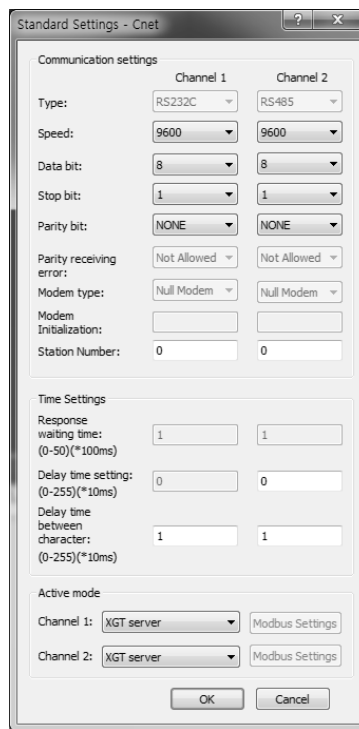 Standard Settings - Cnet
? X
Communication settings
Channel 1 Channel 2
Type: RS232C RS485
Speed: 9600 9600
Data bit: 8 8
Stop bit: 1 1
Parity bit: NONE NONE
Parity receiving
error: Not Allowed Not Allowed
Modem type: Null Modem Null Modem
Modem
Initialization:
Station Number: 0 0
Time Settings
Response
waiting time: 1 1
(0-50)(*100ms)
Delay time setting: 0 0
(0-255)(*10ms)
Delay time
between
character: 1 1
(0-255)(*10ms)
Active mode
Channel 1: XGT server Modbus Settings
Channel 2: XGT server Modbus Settings
OK Cancel